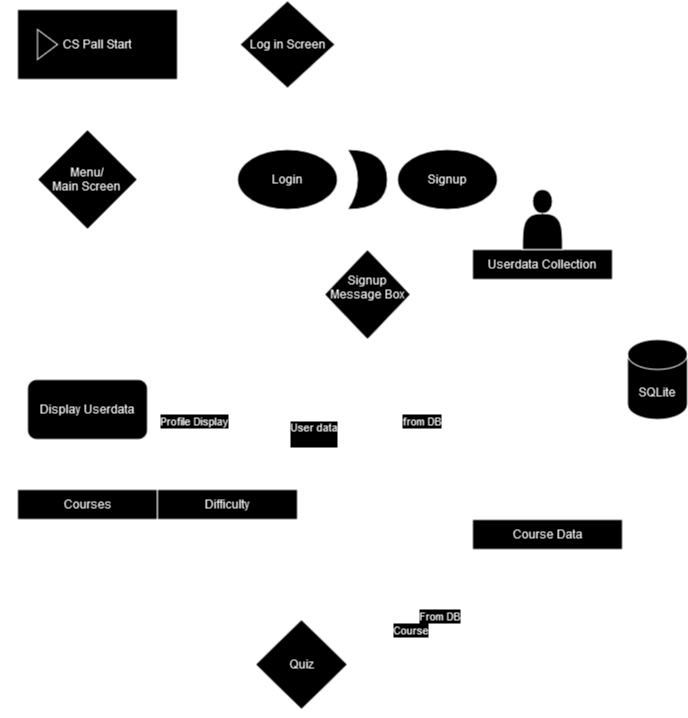 CS Pall Start
Log in Screen
Menu/
Main Screen
Login
Signup
Userdata Collection
Signup
Message Box
SQLite
Display Userdata
Profile Display
User data
from DB
Courses
Difficulty
Course Data
From DB
Course
Quiz